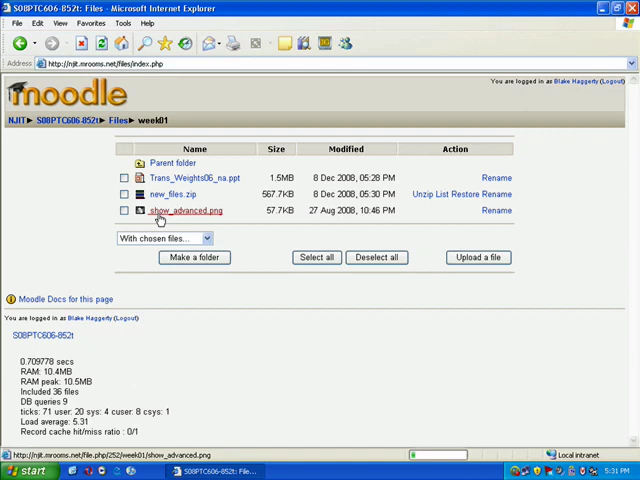 S08PTC606-852t: Files - Microsoft Internet Explorer
File Edit View Favorites Tools Help
Address http://njit.mrooms.net/files/index.php
You are logged in as Blake Haggerty (Logout)
moodle
NJIT► S08PTC606-852t► Files► week01
Name Size Modified Action
Parent folder
Trans_Weights06_na.ppt 1.5MB 8 Dec 2008, 05:28 PM Rename
new_files.zip 567.7KB 8 Dec 2008, 05:30 PM Unzip List Restore Rename
show_advanced.png 57.7KB 27 Aug 2008, 10:46 PM Rename
With chosen files...
Make a folder Select all Deselect all Upload a file
Moodle Docs for this page
You are logged in as Blake Haggerty (Logout)
S08PTC606-852t
0.709778 secs
RAM: 10.4MB
RAM peak: 10.5MB
Included 36 files
DB queries 9
ticks: 71 user: 20 sys: 4 cuser: 8 csys: 1
Load average: 5.31
Record cache hit/miss ratio : 0/1
http://njit.mrooms.net/file.php/252/week01/show_advanced.png Local intranet
start S08PTC606-852t: Files... 5:31 PM